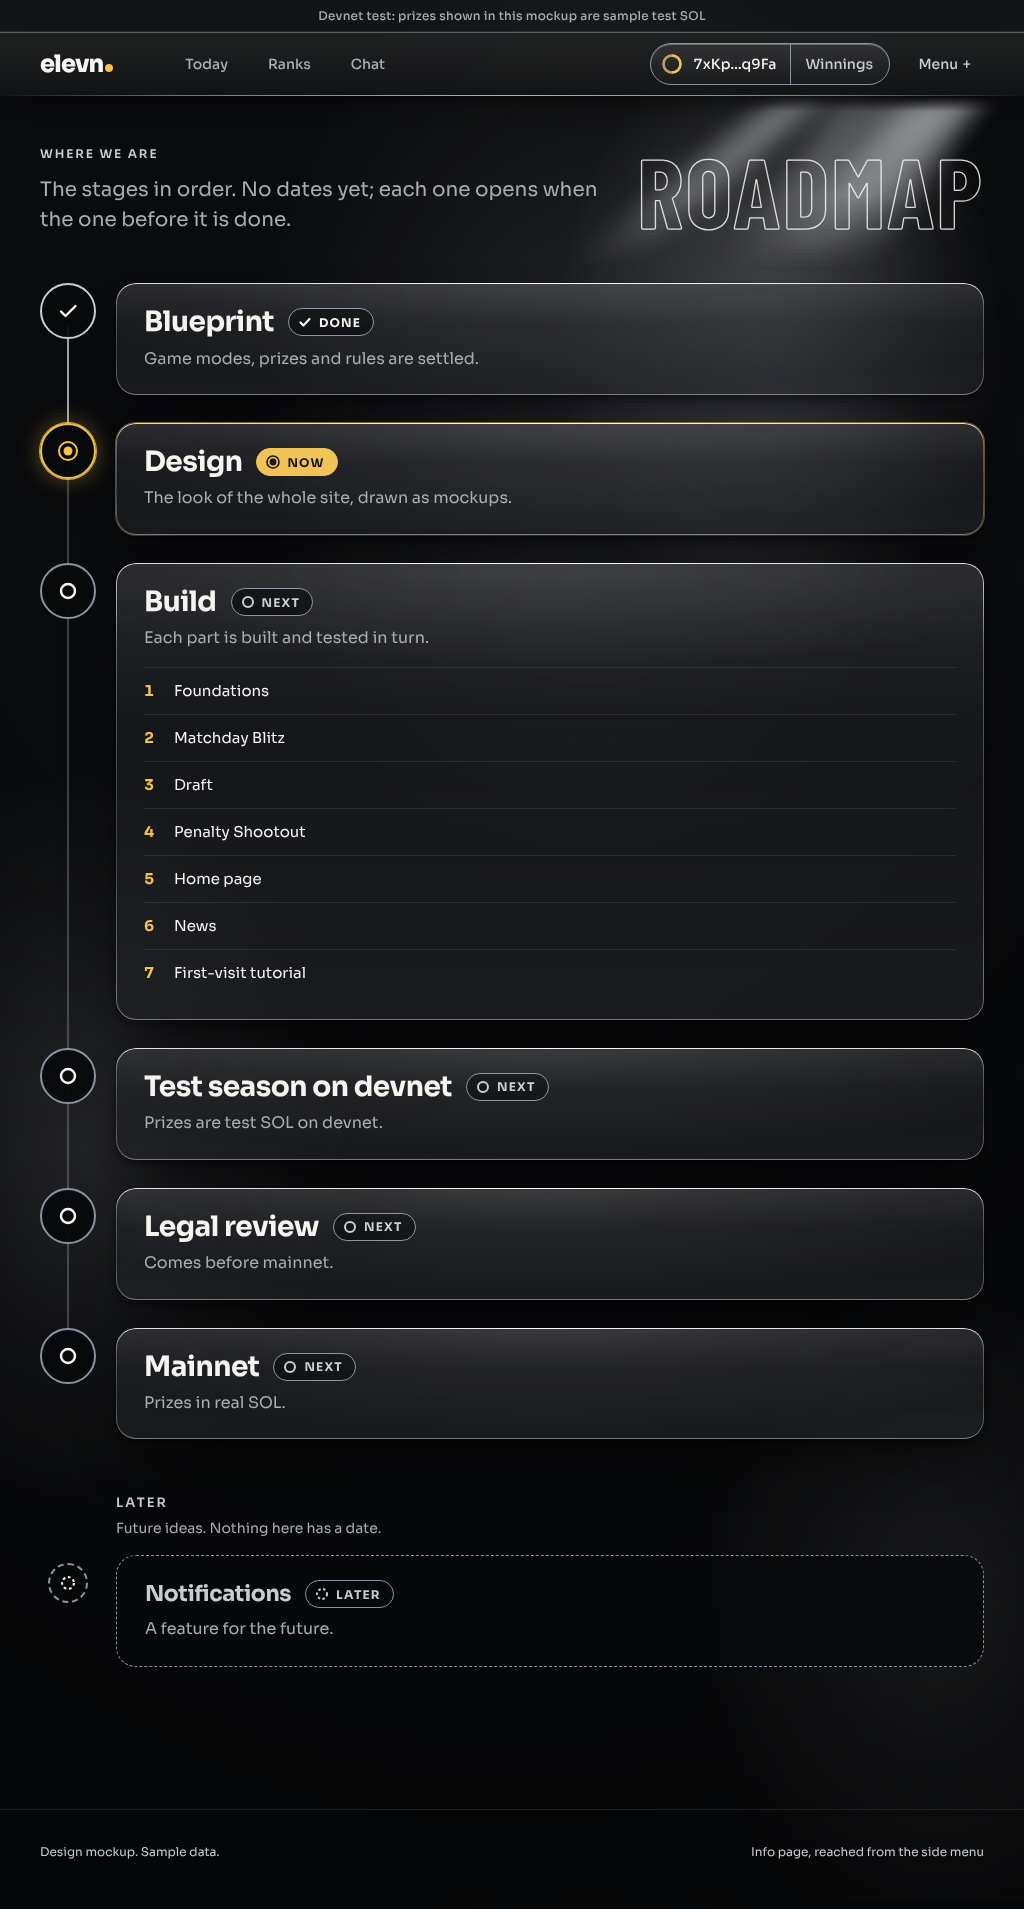 Devnet test: prizes shown in this mockup are sample test SOL
elevn.
Today
Ranks
Chat
7xKp...q9Fa
Winnings
Menu +
WHERE WE ARE
The stages in order. No dates yet; each one opens when
the one before it is done.
ROADMAP
Blueprint
DONE
Game modes, prizes and rules are settled.
Design
NOW
The look of the whole site, drawn as mockups.
Build
NEXT
Each part is built and tested in turn.
1 Foundations
2 Matchday Blitz
3 Draft
4 Penalty Shootout
5 Home page
6 News
7 First-visit tutorial
Test season on devnet
NEXT
Prizes are test SOL on devnet.
Legal review
NEXT
Comes before mainnet.
Mainnet
NEXT
Prizes in real SOL.
LATER
Future ideas. Nothing here has a date.
Notifications
LATER
A feature for the future.
Design mockup. Sample data.
Info page, reached from the side menu